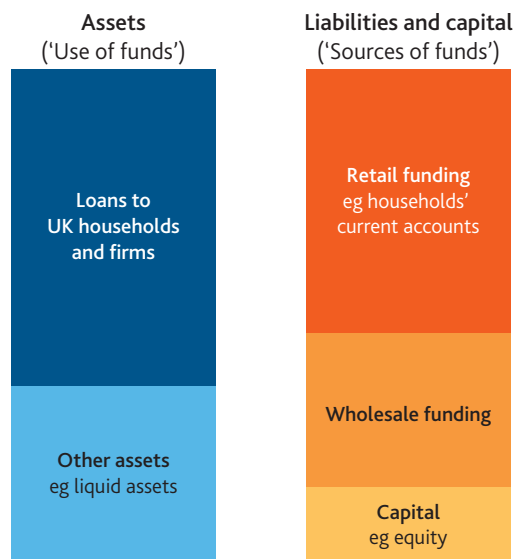 Assets
(‘Use of funds’)
Loans to
UK households
and firms
Other assets
eg liquid assets
Liabilities and capital
(‘Sources of funds’)
Retail funding
eg households’
current accounts
Wholesale funding
Capital
eg equity